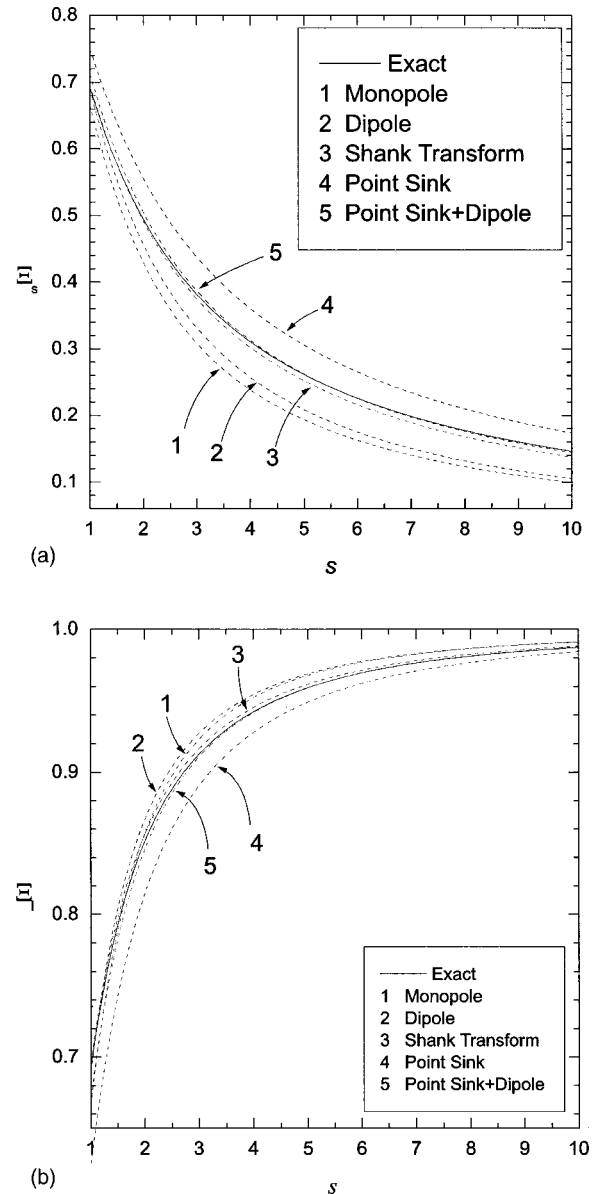 0.8
0.7
0.6
0.5
0.4
0.3
0.2
0.1
Ξs
Exact
1 Monopole
2 Dipole
3 Shank Transform
4 Point Sink
5 Point Sink+Dipole
5
4
1
2
3
1 2 3 4 5 6 7 8 9 10
(a)
s
1.0
0.9
0.8
0.7
3
1
2
5
4
Exact
1 Monopole
2 Dipole
3 Shank Transform
4 Point Sink
5 Point Sink+Dipole
1 2 3 4 5 6 7 8 9 10
(b)
s